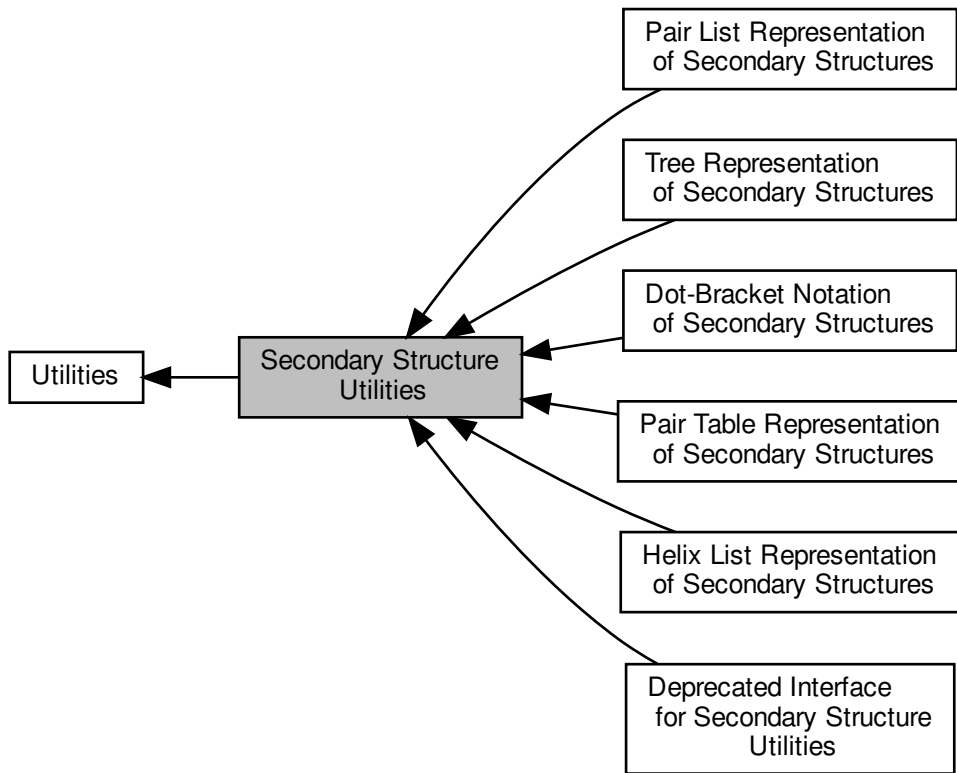 Utilities
Secondary Structure
Utilities
Pair List Representation
of Secondary Structures
Tree Representation
of Secondary Structures
Dot-Bracket Notation
of Secondary Structures
Pair Table Representation
of Secondary Structures
Helix List Representation
of Secondary Structures
Deprecated Interface
for Secondary Structure
Utilities